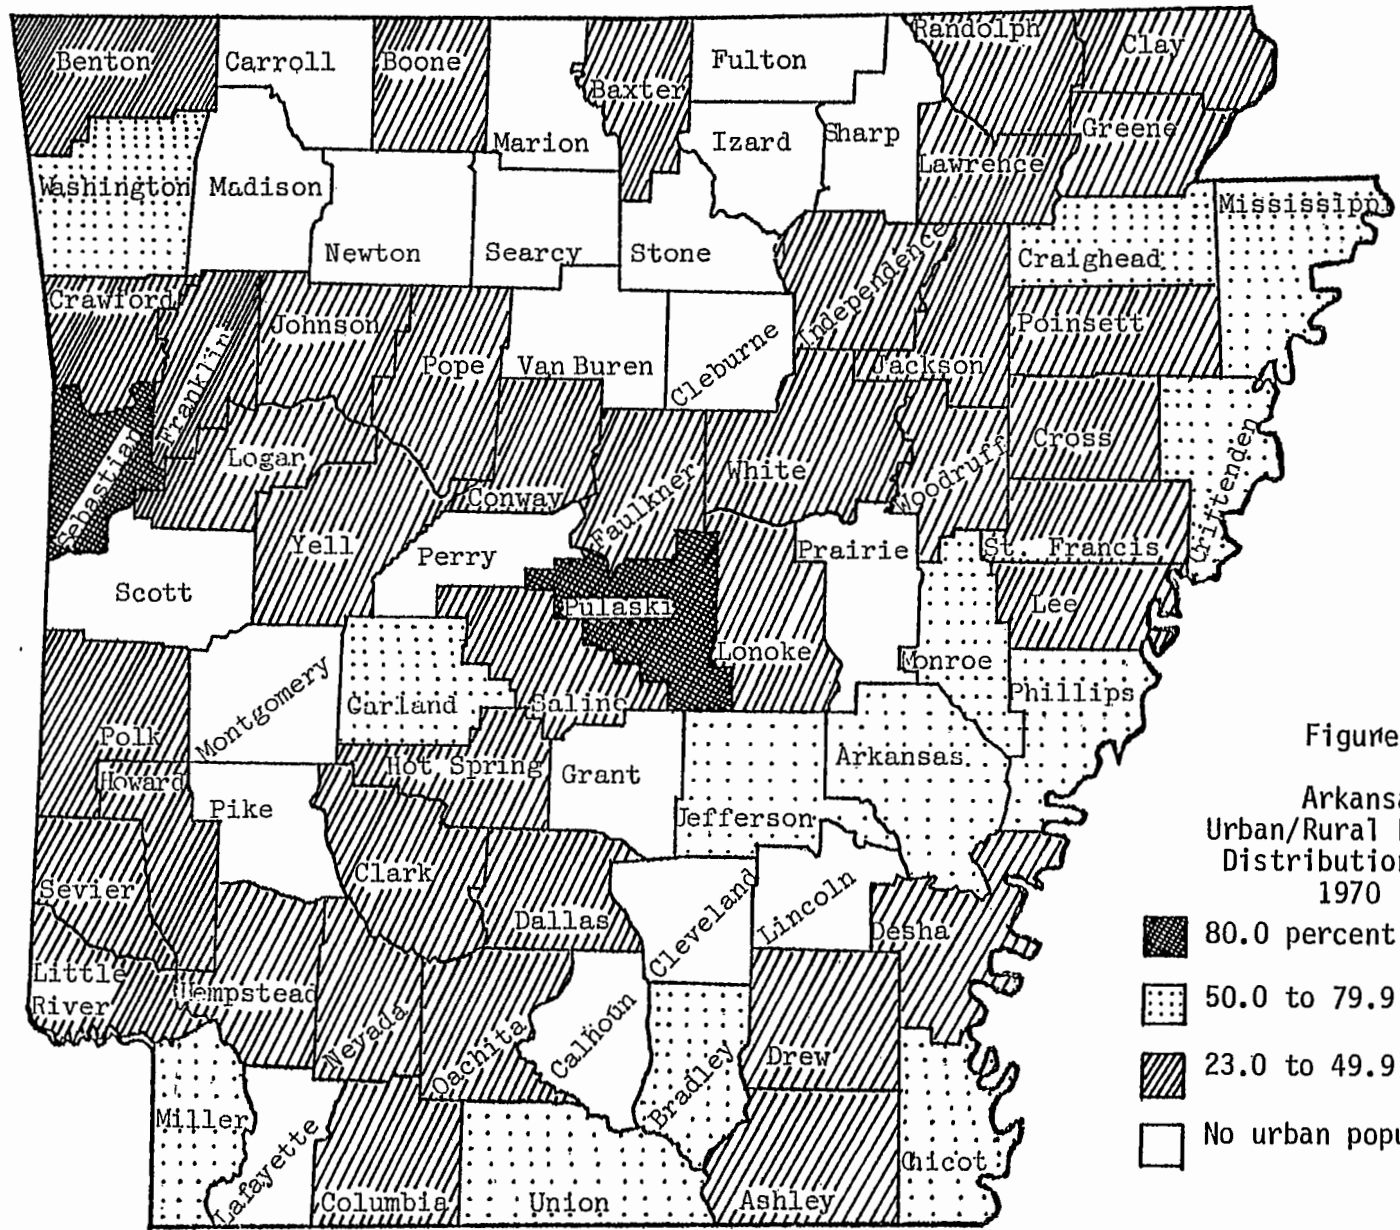 Benton
Carroll
Boone
Marion
Baxter
Fulton
Izard
Sharp
Randolph
Clay
Greene
Lawrence
Washington
Madison
Newton
Searcy
Stone
Independence
Craighead
Mississippi
Crawford
Franklin
Johnson
Pope
Van Buren
Cleburne
Jackson
Poinsett
Sebastian
Logan
Conway
Faulkner
White
Woodruff
Cross
Crittenden
Scott
Yell
Perry
Pulaski
Lonoke
Prairie
St. Francis
Lee
Monroe
Phillips
Polk
Montgomery
Garland
Saline
Hot Spring
Grant
Jefferson
Arkansas
Howard
Pike
Clark
Dallas
Cleveland
Lincoln
Desha
Sevier
Little
River
Hempstead
Nevada
Ouachita
Calhoun
Bradley
Drew
Miller
Lafayette
Columbia
Union
Ashley
Chicot
Figure
Arkansa
Urban/Rural
Distribution
1970
80.0 percent
50.0 to 79.9
23.0 to 49.9
No urban popu